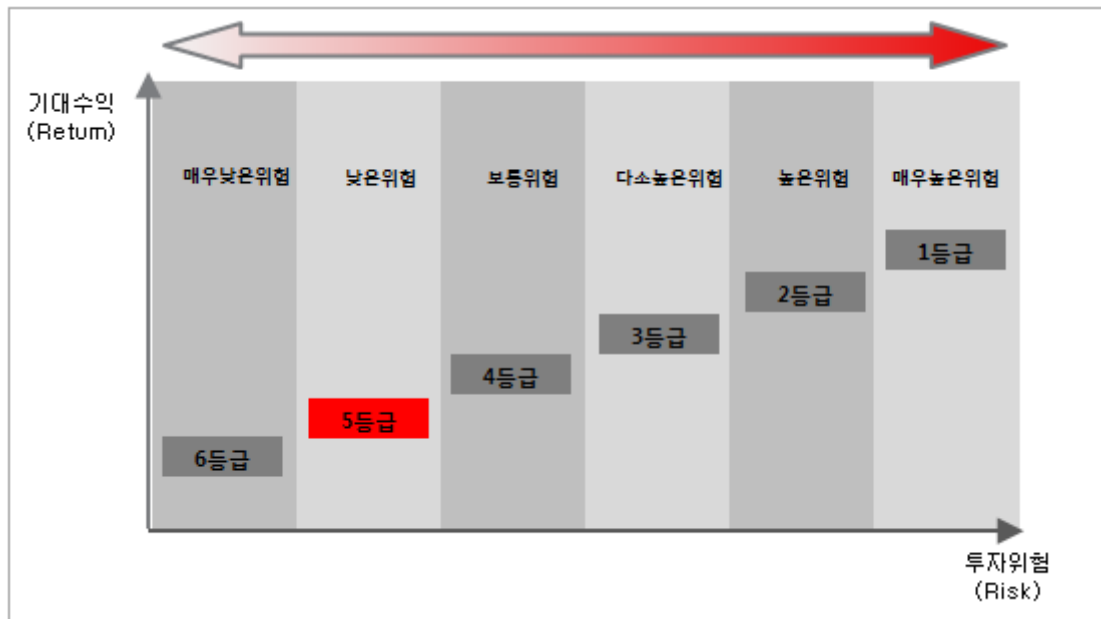 기대수익
(Retum)
매우낮은위험
낮은위험
보통위험
다소높은위험
높은위험
매우높은위험
1등급
2등급
3등급
4등급
5등급
6등급
투자위험
(Risk)